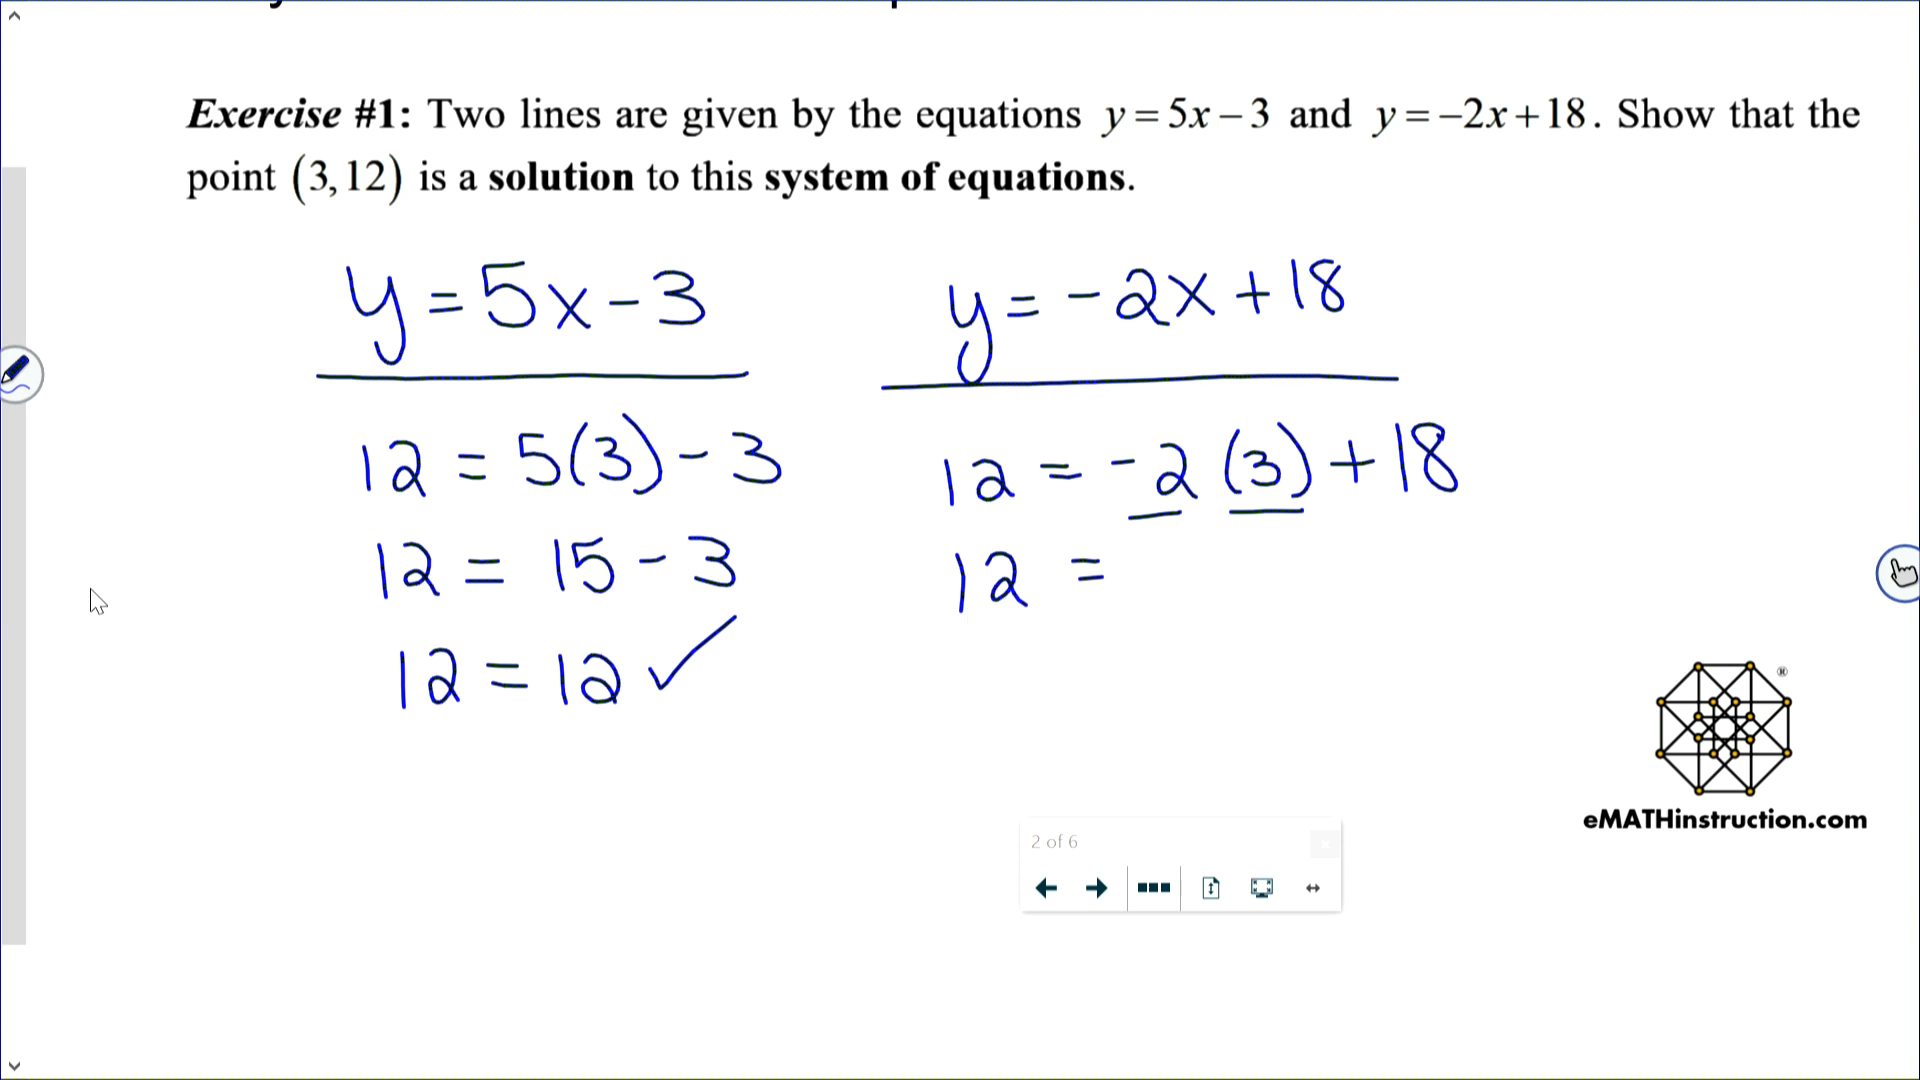 Exercise #1: Two lines are given by the equations y = 5x − 3 and y = −2x + 18. Show that the
point (3, 12) is a solution to this system of equations.
y = 5x - 3
12 = 5(3) - 3
12 = 15 - 3
12 = 12 ✓
y = -2x + 18
12 = -2 (3) + 18
12 =
®
eMATHinstruction.com
2 of 6